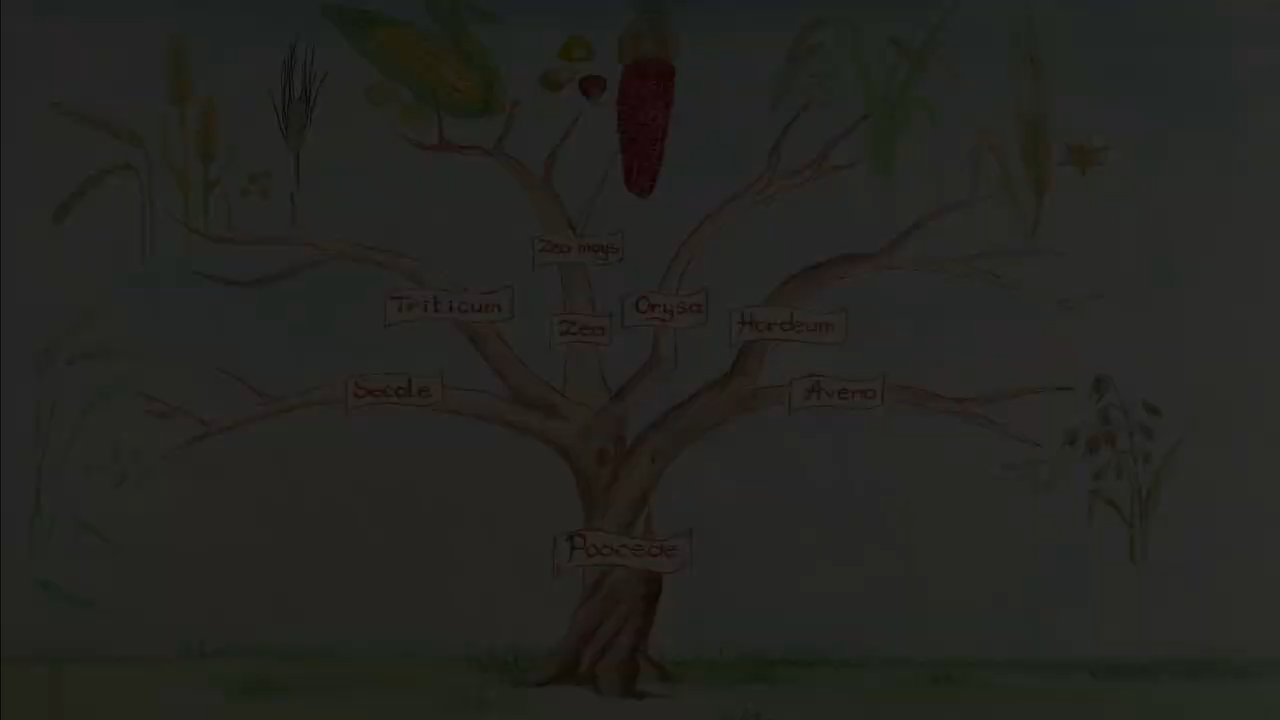 Zea mays
Triticum
Zea
Orysa
Hordeum
Secale
Avena
Poaceae